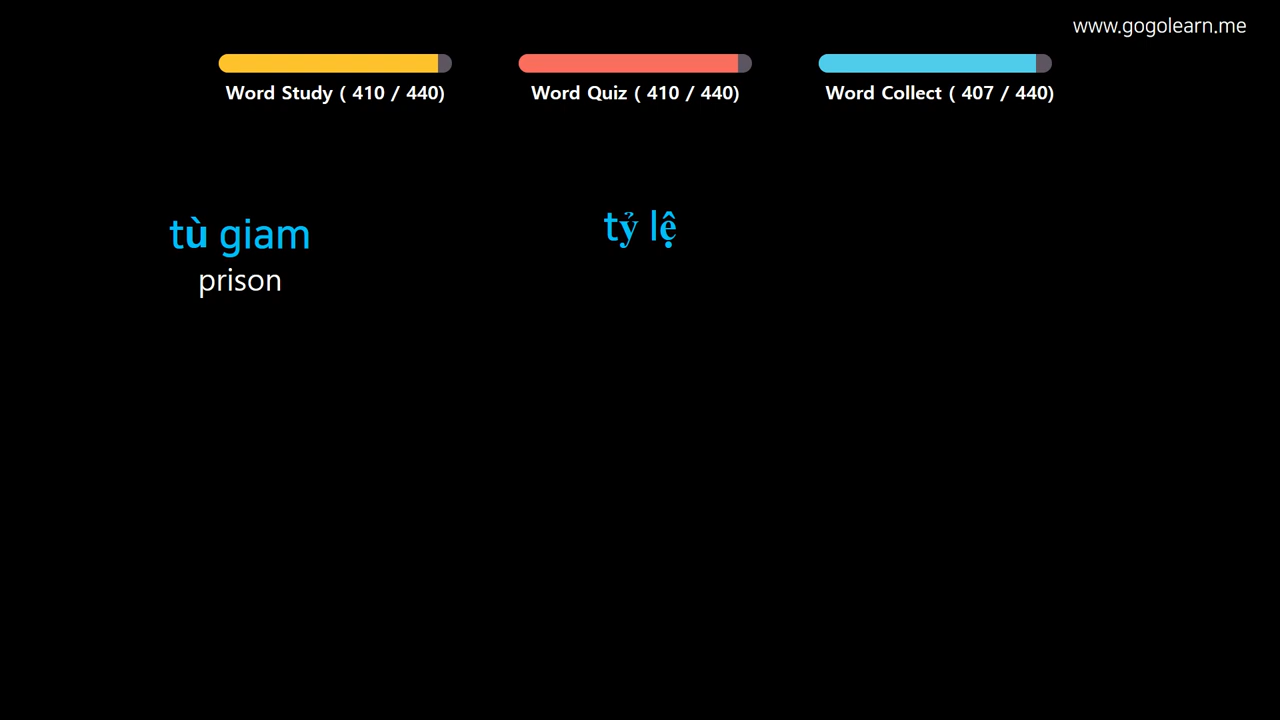 www.gogolearn.me
Word Study ( 410 / 440)
Word Quiz ( 410 / 440)
Word Collect ( 407 / 440)
tù giam
prison
tỷ lệ